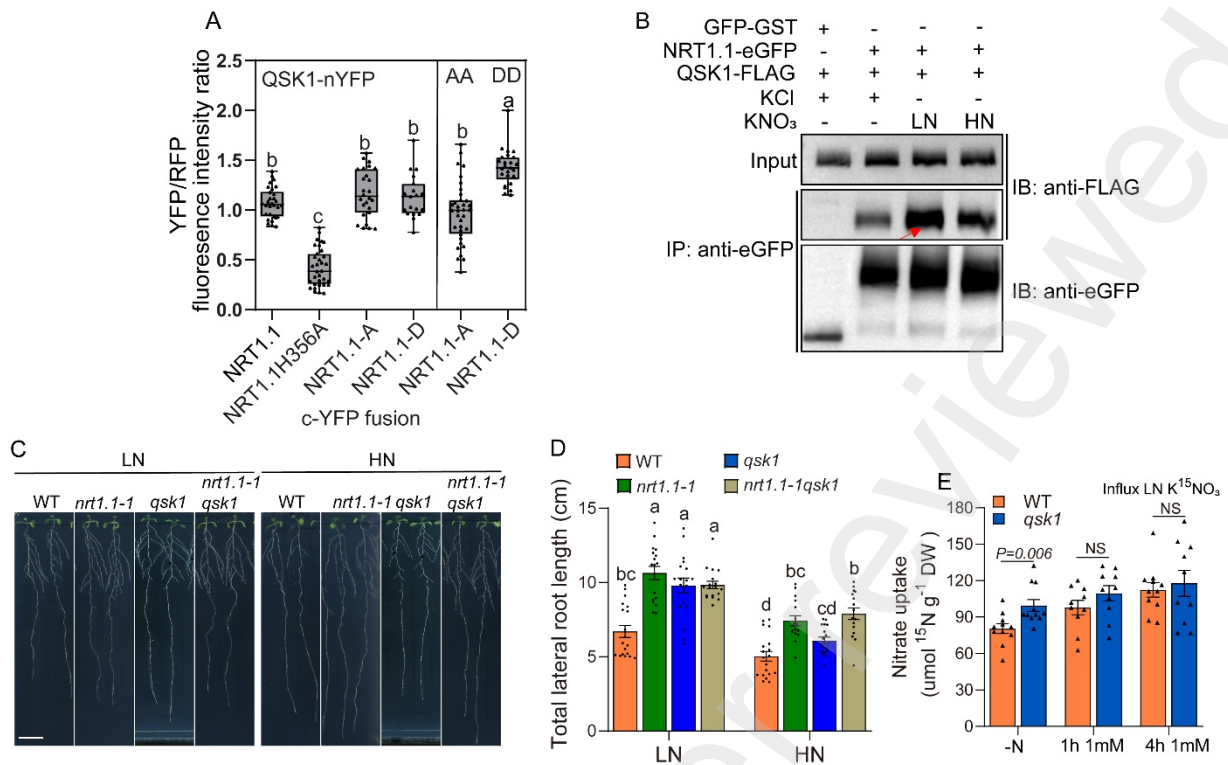 A
YFP/RFP
fluoresence intensity ratio
2.5
2.0
1.5
1.0
0.5
0.0
QSK1-nYFP
AA
DD
b
c
b
b
b
a
NRT1.1
NRT1.1H356A
NRT1.1-A
NRT1.1-D
NRT1.1-A
NRT1.1-D
c-YFP fusion
B
GFP-GST + - - -
NRT1.1-eGFP - + + +
QSK1-FLAG + + + +
KCl + + - -
KNO₃ - - LN HN
Input
IB: anti-FLAG
IP: anti-eGFP
IB: anti-eGFP
C
LN
HN
WT nrt1.1-1 qsk1 nrt1.1-1 qsk1
WT nrt1.1-1 qsk1 nrt1.1-1 qsk1
D
WT
qsk1
nrt1.1-1
nrt1.1-1qsk1
Total lateral root length (cm)
15
10
5
0
bc
a
a
a
d
bc
cd
b
LN
HN
E
WT
qsk1
Influx LN K¹⁵NO₃
Nitrate uptake
(umol ¹⁵N g⁻¹ DW)
180
150
120
90
60
30
0
P=0.006
NS
NS
-N
1h 1mM
4h 1mM
er reviewed